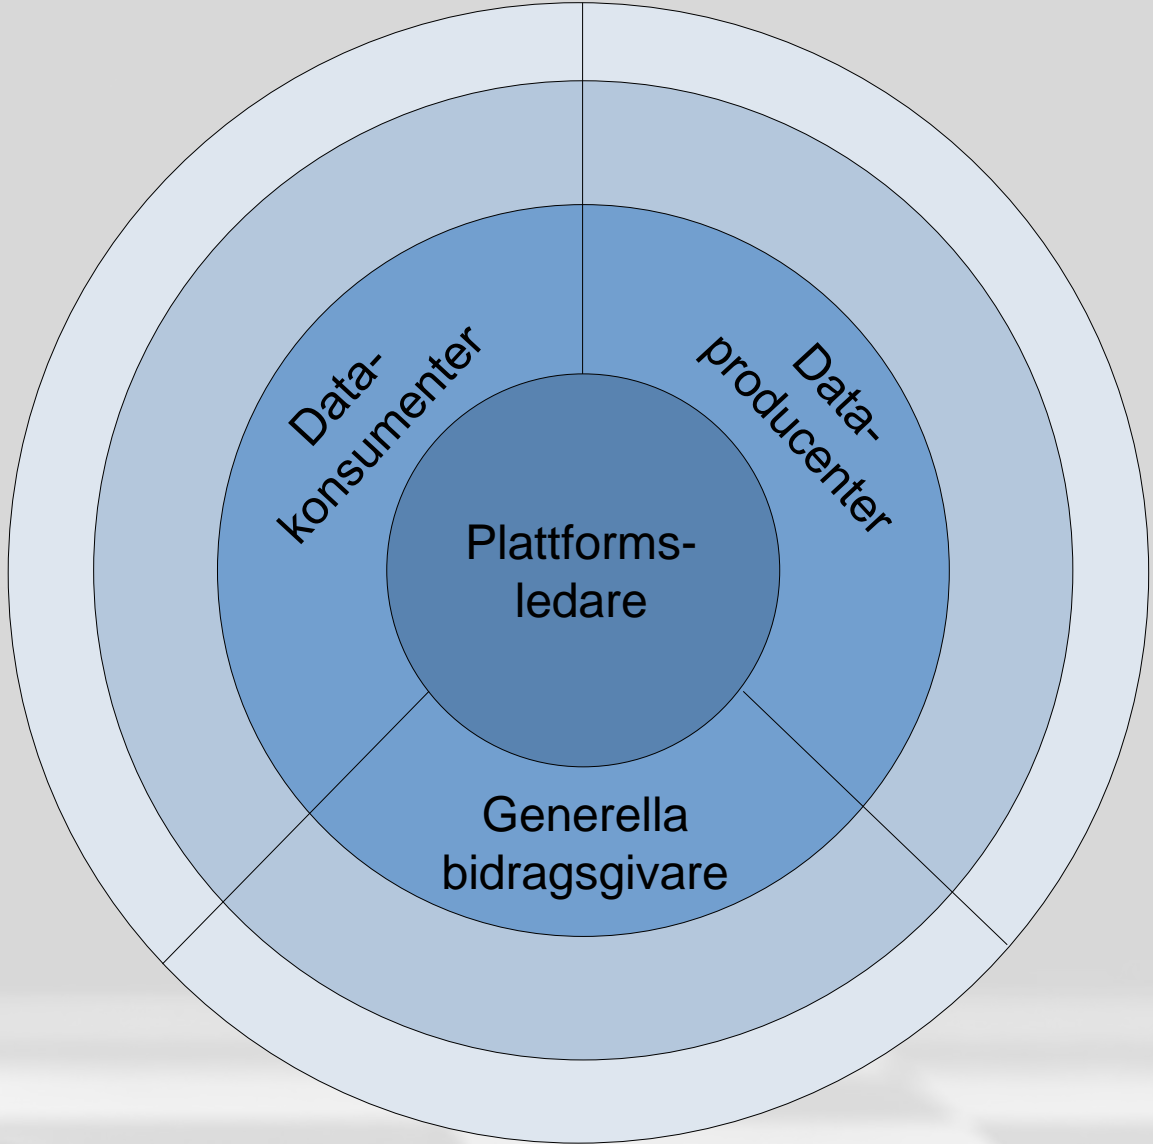 Data-
konsumenter
Data-
producenter
Plattforms-
ledare
Generella
bidragsgivare